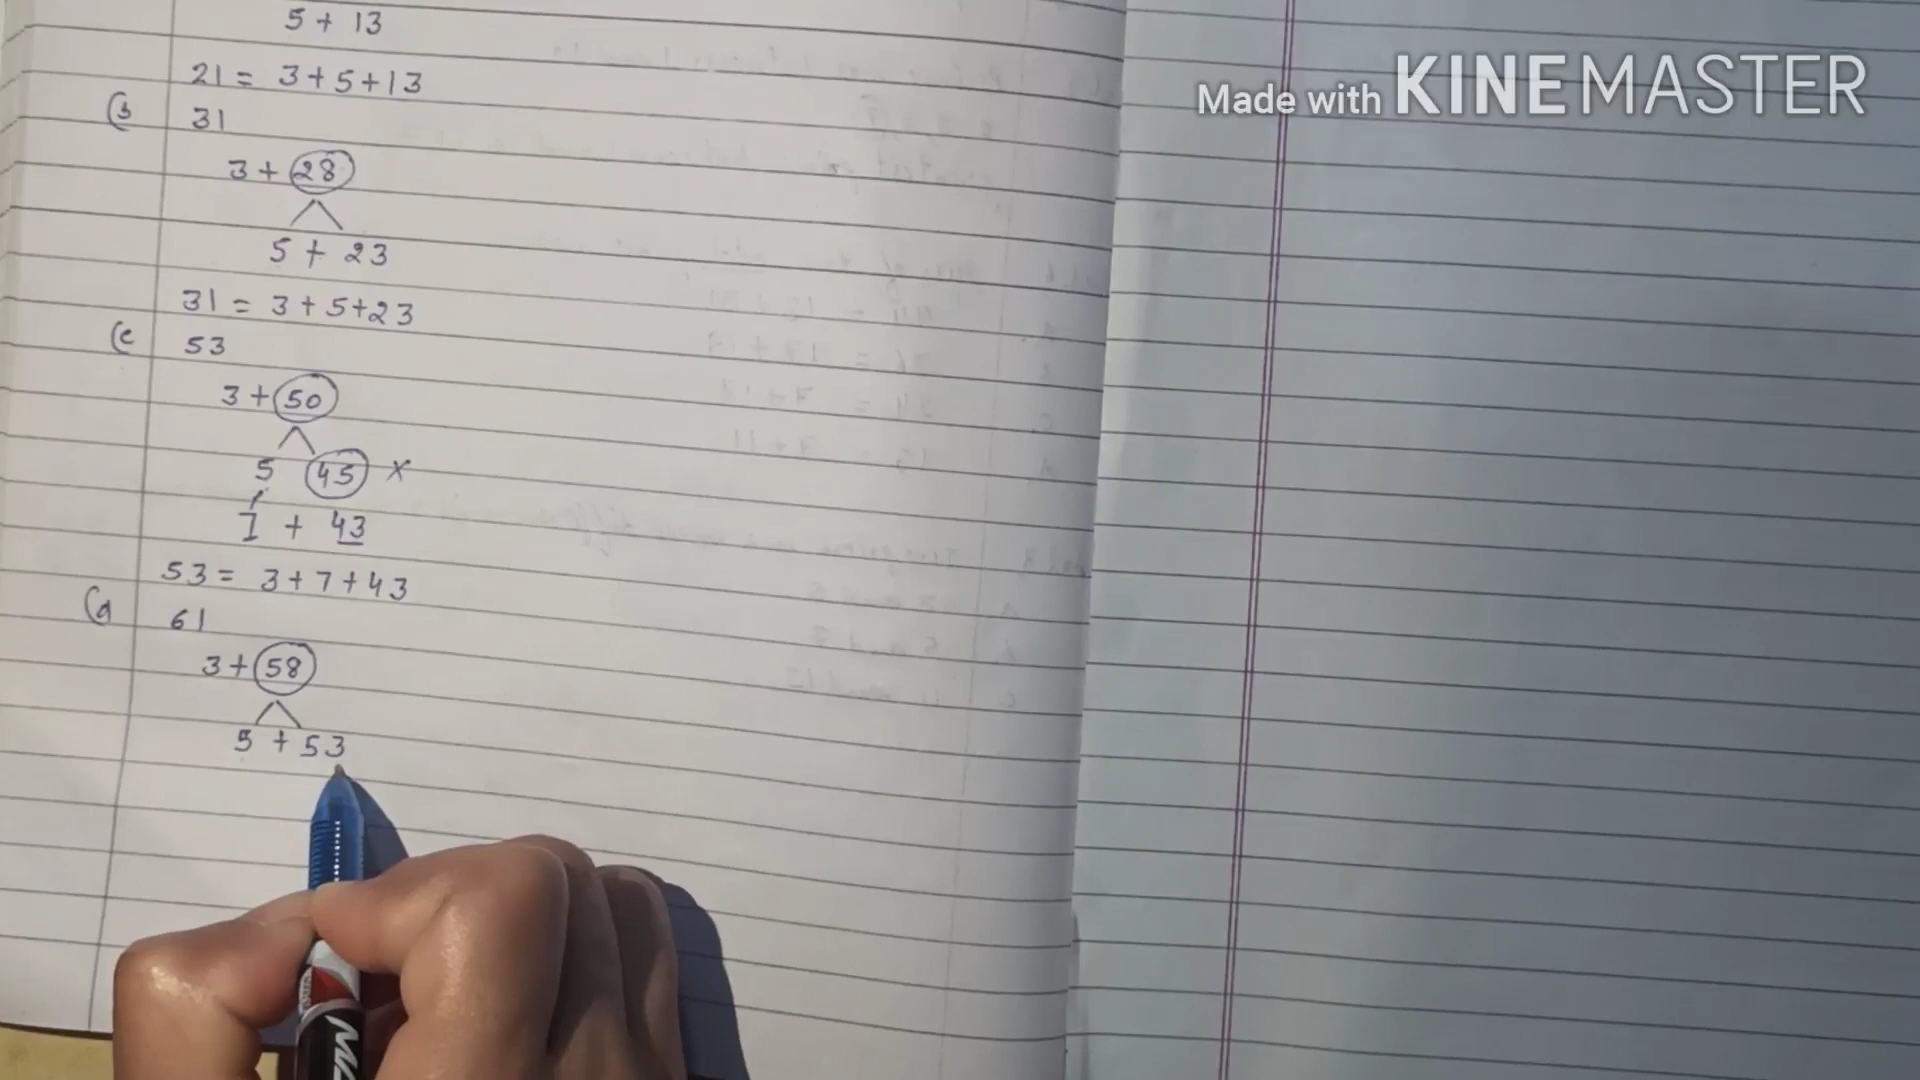 5 + 13
21 = 3 + 5 + 13
(b 31
3 + 28
5 + 23
31 = 3 + 5 + 23
(c 53
3 + 50
5 45 x
7 + 43
53 = 3 + 7 + 43
(d 61
3 + 58
5 + 53
Made with KINEMASTER